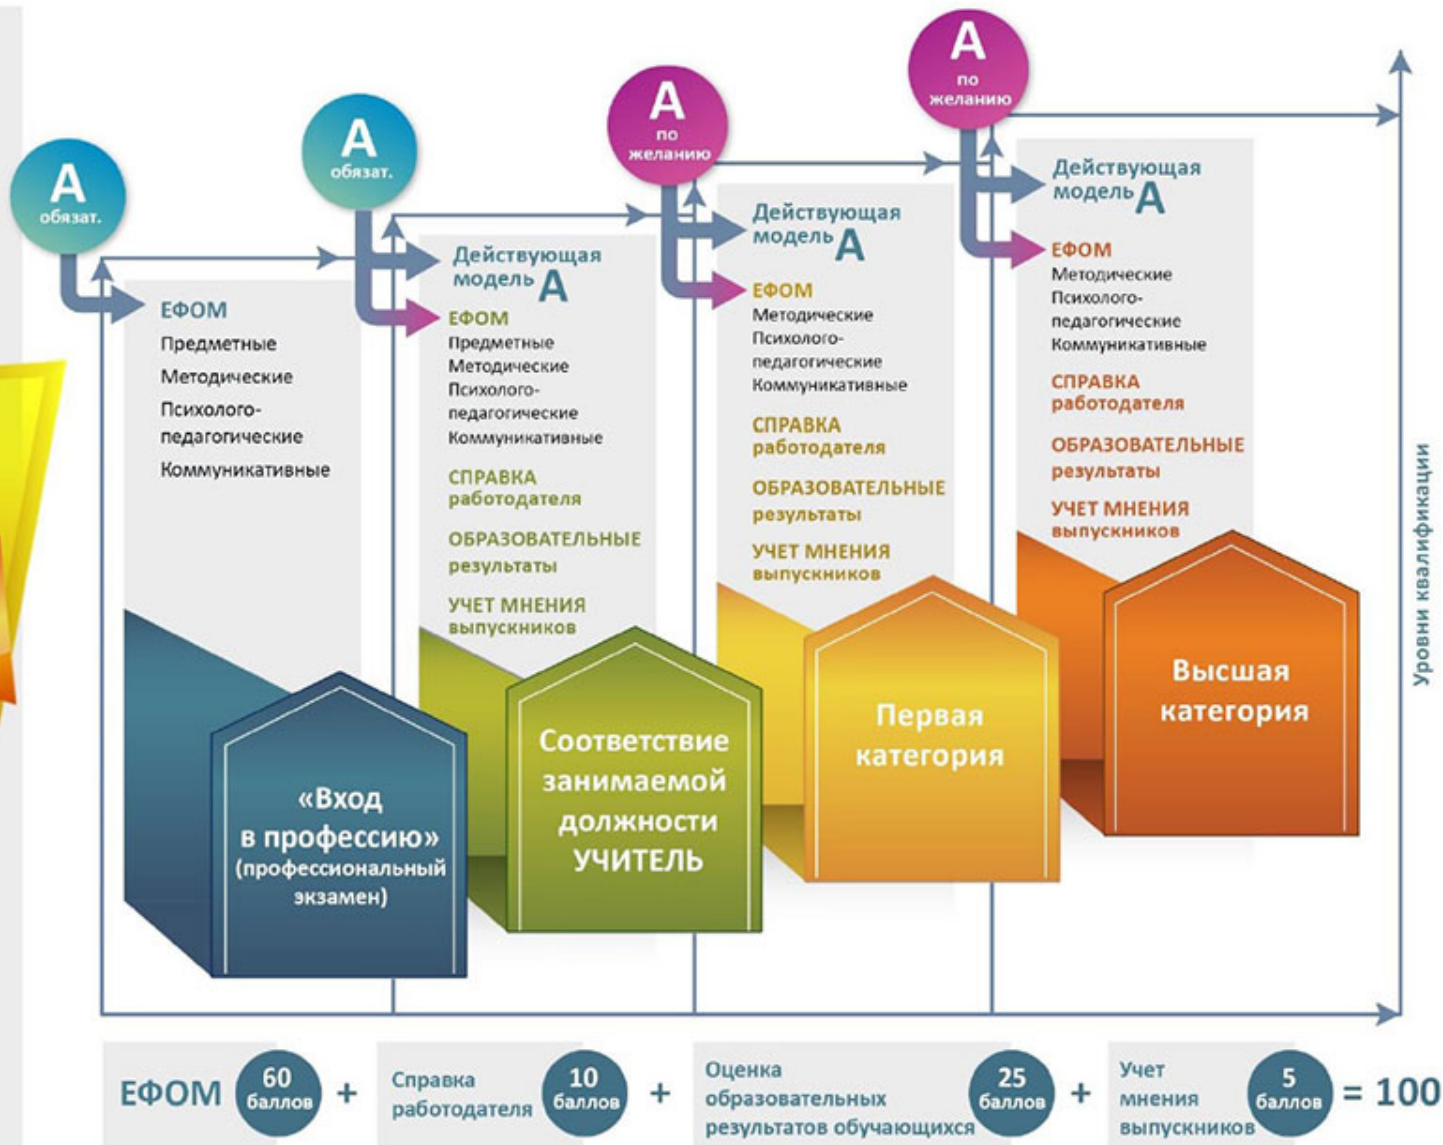 А
обязат.
ЕФОМ
Предметные
Методические
Психолого-
педагогические
Коммуникативные
«Вход
в профессию»
(профессиональный
экзамен)
А
обязат.
Действующая
модель А
ЕФОМ
Предметные
Методические
Психолого-
педагогические
Коммуникативные
СПРАВКА
работодателя
ОБРАЗОВАТЕЛЬНЫЕ
результаты
УЧЕТ МНЕНИЯ
выпускников
Соответствие
занимаемой
должности
УЧИТЕЛЬ
А
по
желанию
Действующая
модель А
ЕФОМ
Методические
Психолого-
педагогические
Коммуникативные
СПРАВКА
работодателя
ОБРАЗОВАТЕЛЬНЫЕ
результаты
УЧЕТ МНЕНИЯ
выпускников
Первая
категория
А
по
желанию
Действующая
модель А
ЕФОМ
Методические
Психолого-
педагогические
Коммуникативные
СПРАВКА
работодателя
ОБРАЗОВАТЕЛЬНЫЕ
результаты
УЧЕТ МНЕНИЯ
выпускников
Высшая
категория
Уровни квалификации
ЕФОМ
60
баллов
+
Справка
работодателя
10
баллов
+
Оценка
образовательных
результатов обучающихся
25
баллов
+
Учет
мнения
выпускников
5
баллов
= 100